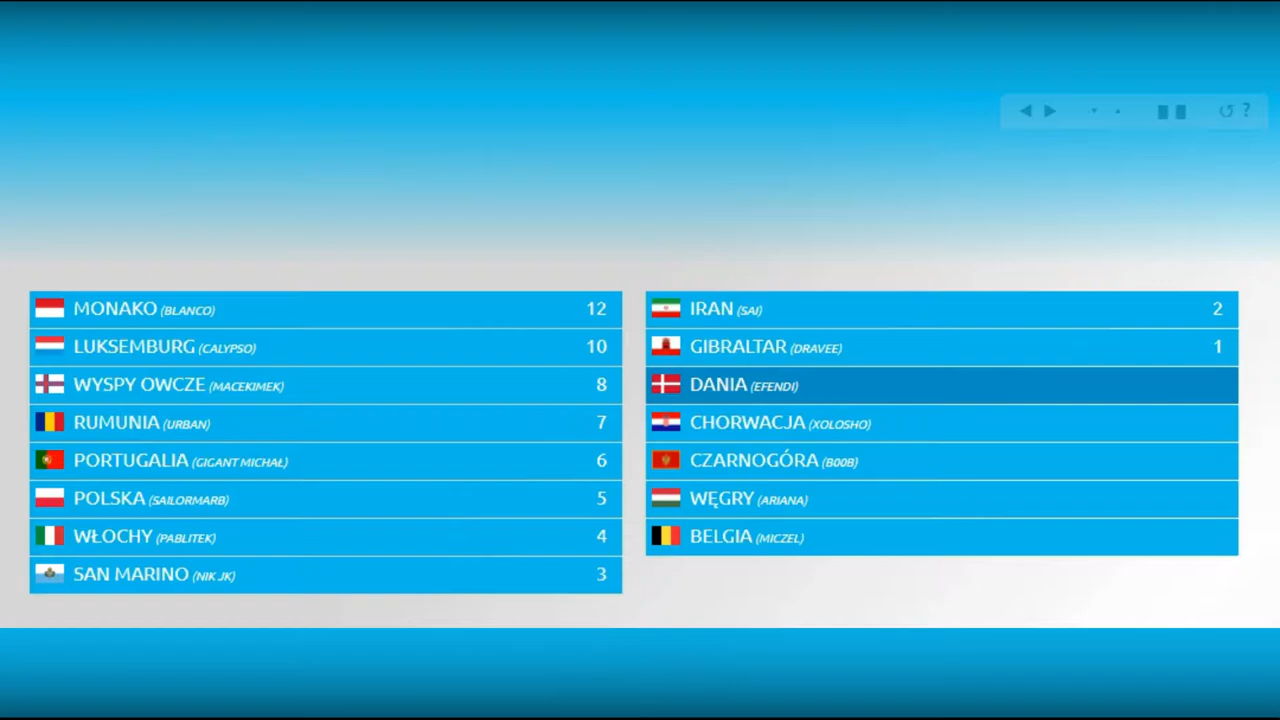 ?
MONAKO (BLANCO) 12
LUKSEMBURG (CALYPSO) 10
WYSPY OWCZE (MACEKIMEK) 8
RUMUNIA (URBAN) 7
PORTUGALIA (GIGANT MICHAŁ) 6
POLSKA (SAILORMARB) 5
WŁOCHY (PABLITEK) 4
SAN MARINO (NIK JK) 3
IRAN (SAI) 2
GIBRALTAR (DRAVEE) 1
DANIA (EFENDI)
CHORWACJA (XOLOSHO)
CZARNOGÓRA (B00B)
WĘGRY (ARIANA)
BELGIA (MICZEL)